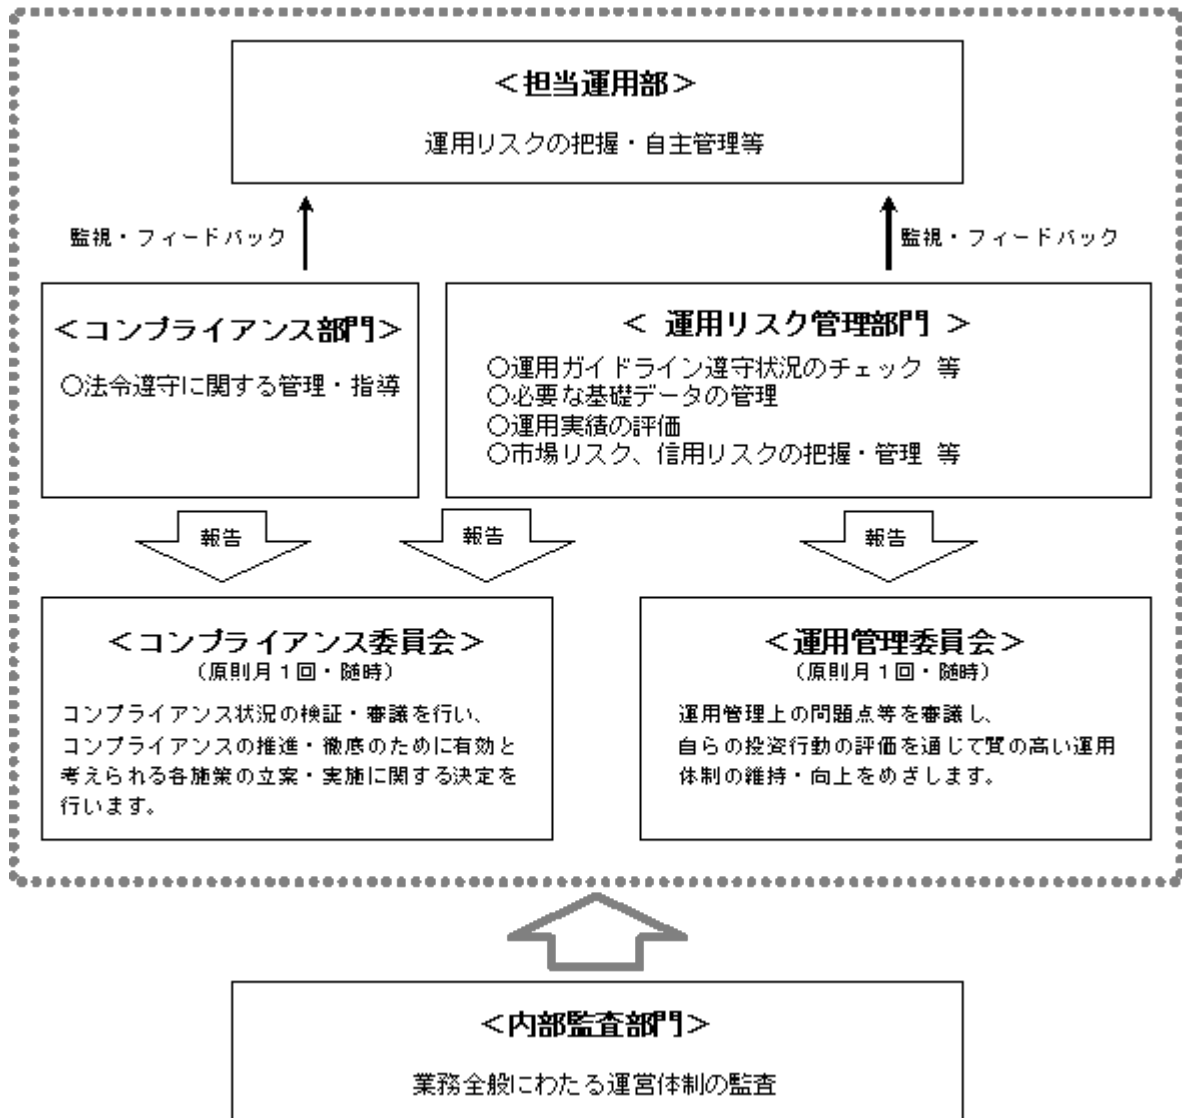 ＜担当運用部＞
運用リスクの把握・自主管理等
監視・フィードバック
監視・フィードバック
＜コンプライアンス部門＞
○法令遵守に関する管理・指導
＜ 運用リスク管理部門 ＞
○運用ガイドライン遵守状況のチェック 等
○必要な基礎データの管理
○運用実績の評価
○市場リスク、信用リスクの把握・管理 等
報告
報告
報告
＜コンプライアンス委員会＞
（原則月１回・随時）
コンプライアンス状況の検証・審議を行い、
コンプライアンスの推進・徹底のために有効と
考えられる各施策の立案・実施に関する決定を
行います。
＜運用管理委員会＞
（原則月１回・随時）
運用管理上の問題点等を審議し、
自らの投資行動の評価を通じて質の高い運用
体制の維持・向上をめざします。
＜内部監査部門＞
業務全般にわたる運営体制の監査